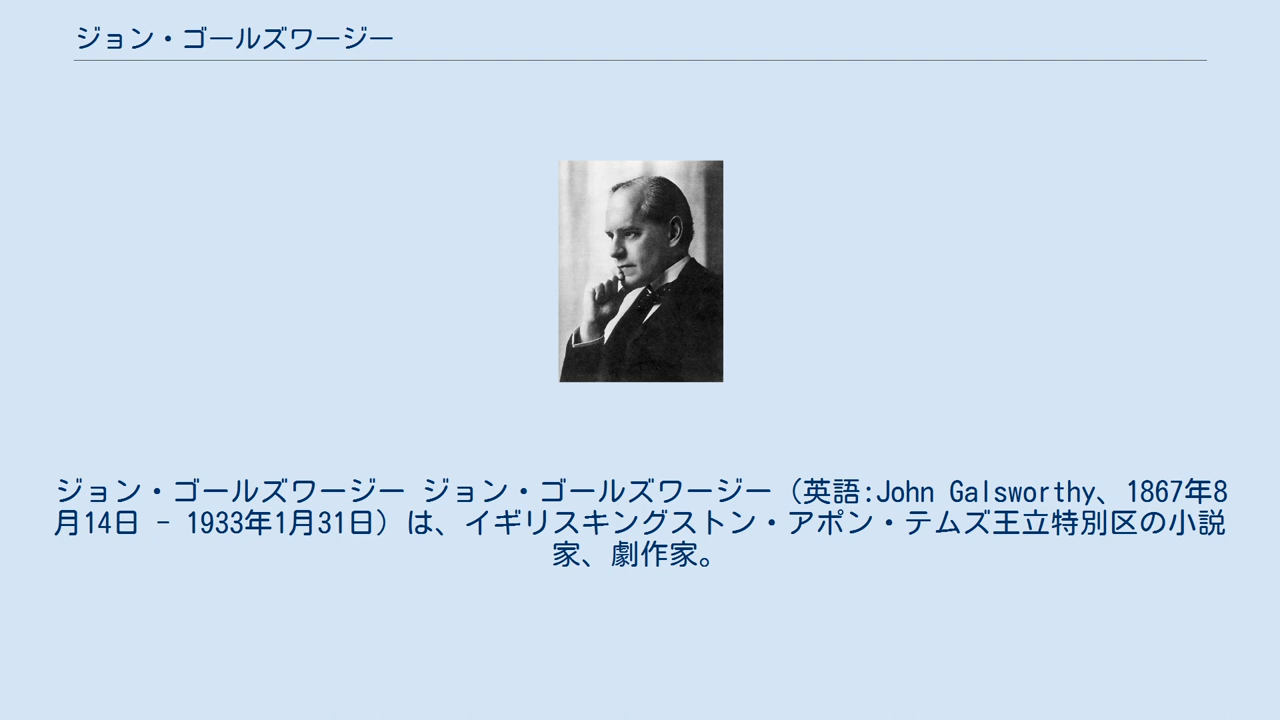 ジョン・ゴールズワージー
ジョン・ゴールズワージー ジョン・ゴールズワージー（英語:John Galsworthy、1867年8
月14日 - 1933年1月31日）は、イギリスキングストン・アポン・テムズ王立特別区の小説
家、劇作家。